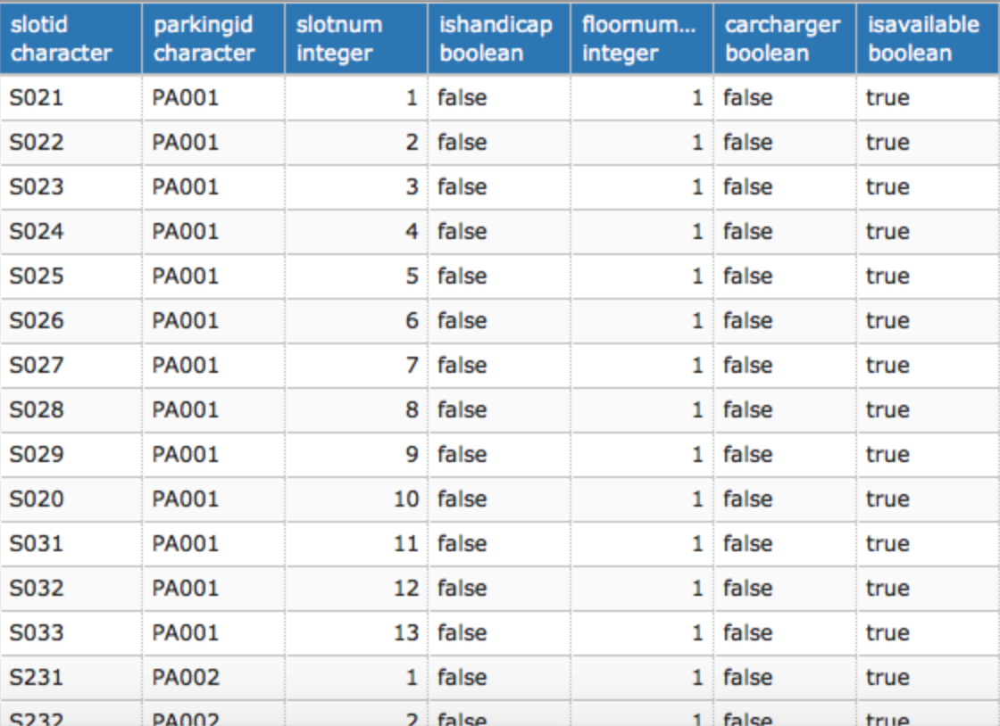 slotid parkingid slotnum ishandicap floornum... carcharger isavailable
character character integer boolean integer boolean boolean
S021 PA001 1 false 1 false true
S022 PA001 2 false 1 false true
S023 PA001 3 false 1 false true
S024 PA001 4 false 1 false true
S025 PA001 5 false 1 false true
S026 PA001 6 false 1 false true
S027 PA001 7 false 1 false true
S028 PA001 8 false 1 false true
S029 PA001 9 false 1 false true
S020 PA001 10 false 1 false true
S031 PA001 11 false 1 false true
S032 PA001 12 false 1 false true
S033 PA001 13 false 1 false true
S231 PA002 1 false 1 false true
S232 PA002 2 false 1 false true